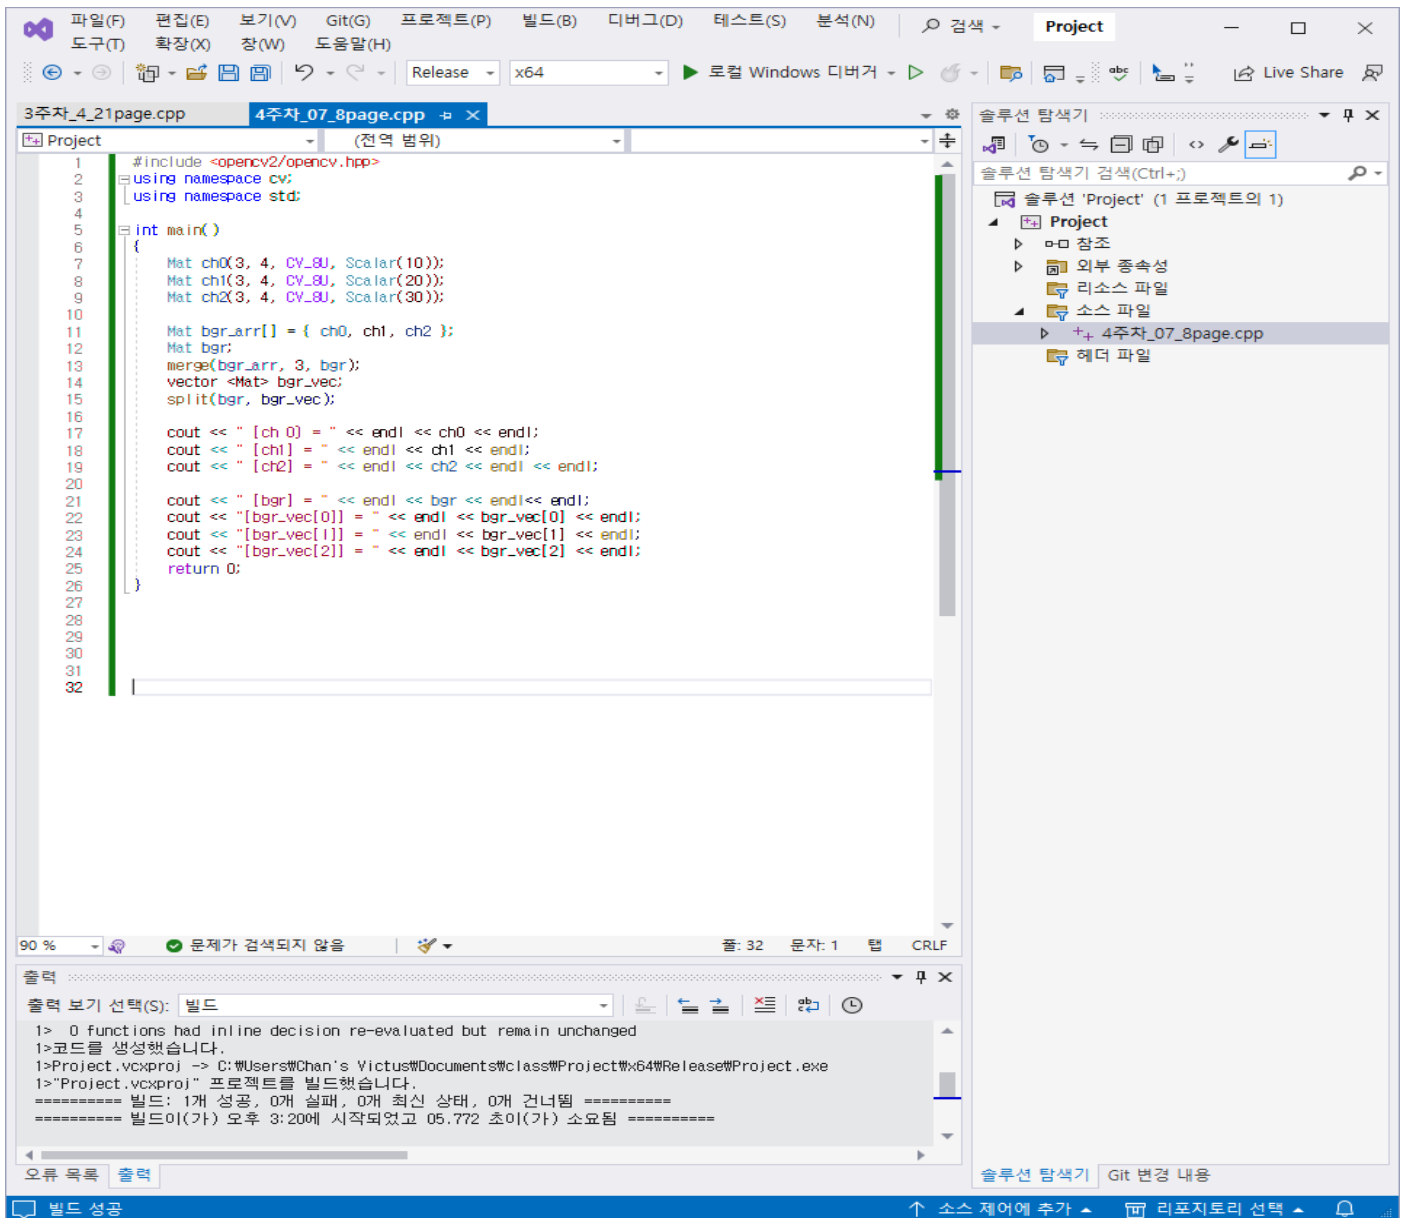 파일(F) 편집(E) 보기(V) Git(G) 프로젝트(P) 빌드(B) 디버그(D) 테스트(S) 분석(N) 검색 Project
도구(T) 확장(X) 창(W) 도움말(H)
Release x64 로컬 Windows 디버거 Live Share
3주차_4_21page.cpp 4주차_07_8page.cpp
Project (전역 범위)
1 #include <opencv2/opencv.hpp>
2 using namespace cv;
3 using namespace std;
4
5 int main()
6 {
7 Mat ch0(3, 4, CV_8U, Scalar(10));
8 Mat ch1(3, 4, CV_8U, Scalar(20));
9 Mat ch2(3, 4, CV_8U, Scalar(30));
10
11 Mat bgr_arr[] = { ch0, ch1, ch2 };
12 Mat bgr;
13 merge(bgr_arr, 3, bgr);
14 vector <Mat> bgr_vec;
15 split(bgr, bgr_vec);
16
17 cout << " [ch 0] = " << endl << ch0 << endl;
18 cout << " [ch1] = " << endl << ch1 << endl;
19 cout << " [ch2] = " << endl << ch2 << endl << endl;
20
21 cout << " [bgr] = " << endl << bgr << endl<< endl;
22 cout << "[bgr_vec[0]] = " << endl << bgr_vec[0] << endl;
23 cout << "[bgr_vec[l]] = " << endl << bgr_vec[1] << endl;
24 cout << "[bgr_vec[2]] = " << endl << bgr_vec[2] << endl;
25 return 0;
26 }
27
28
29
30
31
32
90 % 문제가 검색되지 않음 줄: 32 문자: 1 탭 CRLF
출력
출력 보기 선택(S): 빌드
1> 0 functions had inline decision re-evaluated but remain unchanged
1>코드를 생성했습니다.
1>Project.vcxproj -> C:₩Users₩Chan's Victus₩Documents₩class₩Project₩x64₩Release₩Project.exe
1>"Project.vcxproj" 프로젝트를 빌드했습니다.
========== 빌드: 1개 성공, 0개 실패, 0개 최신 상태, 0개 건너뜀 ==========
========== 빌드이(가) 오후 3:20에 시작되었고 05.772 초이(가) 소요됨 ==========
오류 목록 출력
솔루션 탐색기
솔루션 탐색기 검색(Ctrl+;)
솔루션 'Project' (1 프로젝트의 1)
Project
참조
외부 종속성
리소스 파일
소스 파일
4주차_07_8page.cpp
헤더 파일
솔루션 탐색기 Git 변경 내용
빌드 성공 소스 제어에 추가 리포지토리 선택